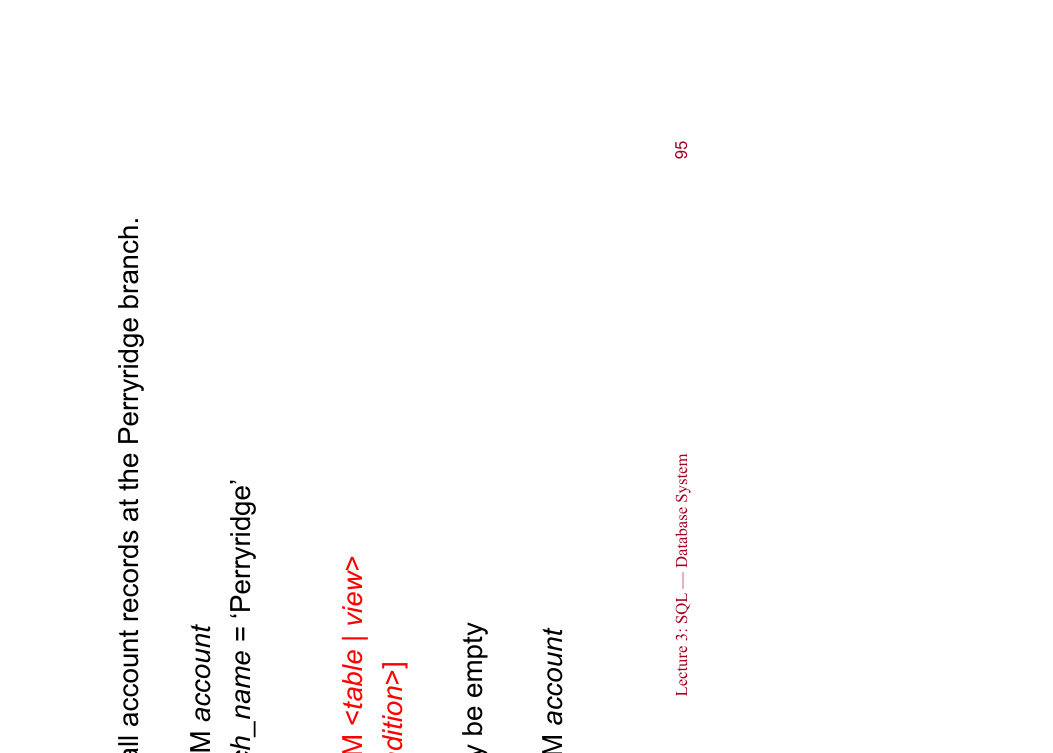 all account records at the Perryridge branch.
M account
ch_name = ‘Perryridge’
M <table | view>
dition>]
y be empty
M account
Lecture 3: SQL — Database System 95